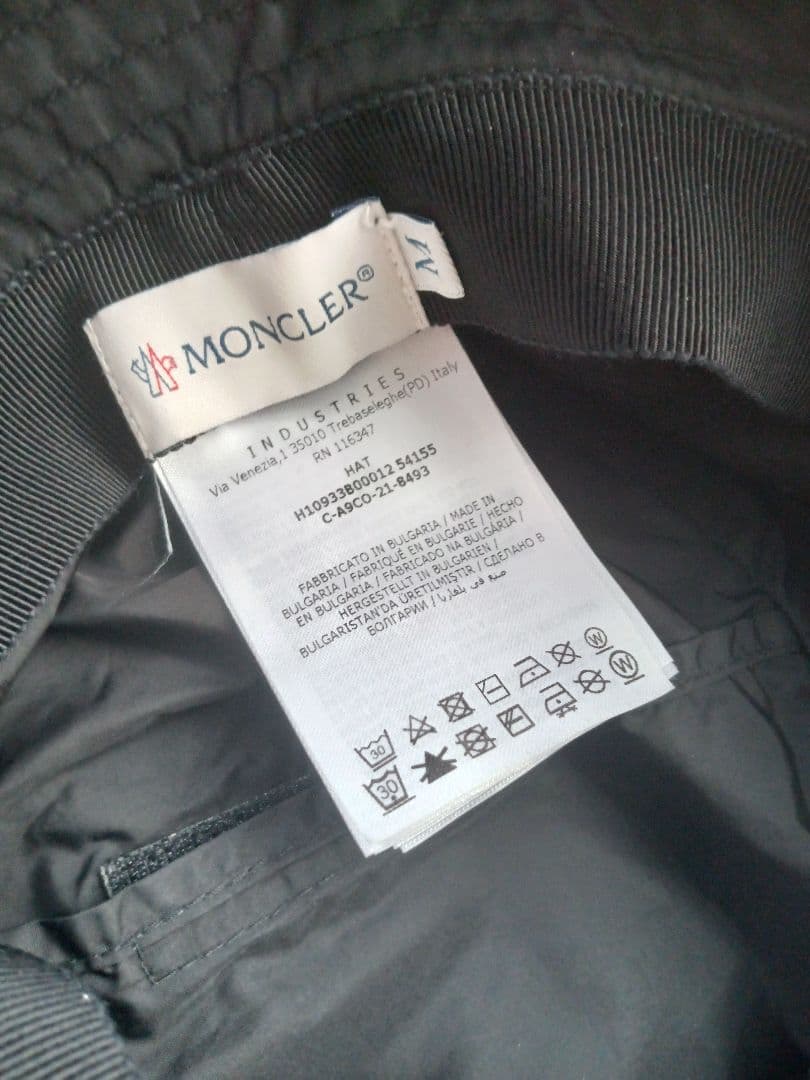 M
MONCLER®
INDUSTRIES
Via Venezia,1 35010 Trebaseleghe(PD) Italy
RN 116347
HAT
H10933B00012 54155
C-A9CO-21-8493
FABBRICATO IN BULGARIA / MADE IN
BULGARIA / FABRIQUÉ EN BULGARIE / HECHO
EN BULGARIA / FABRICADO NA BULGÁRIA /
HERGESTELLT IN BULGARIEN /
BULGARISTAN'DA ÜRETILMIŞTIR / СДЕЛАНО В
БОЛГАРИИ / صنع في بلغاريا
30 W
30 W